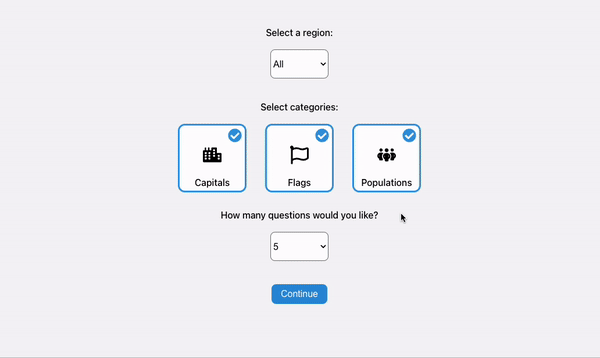 Select a region:
All
Select categories:
Capitals Flags Populations
How many questions would you like?
5
Continue